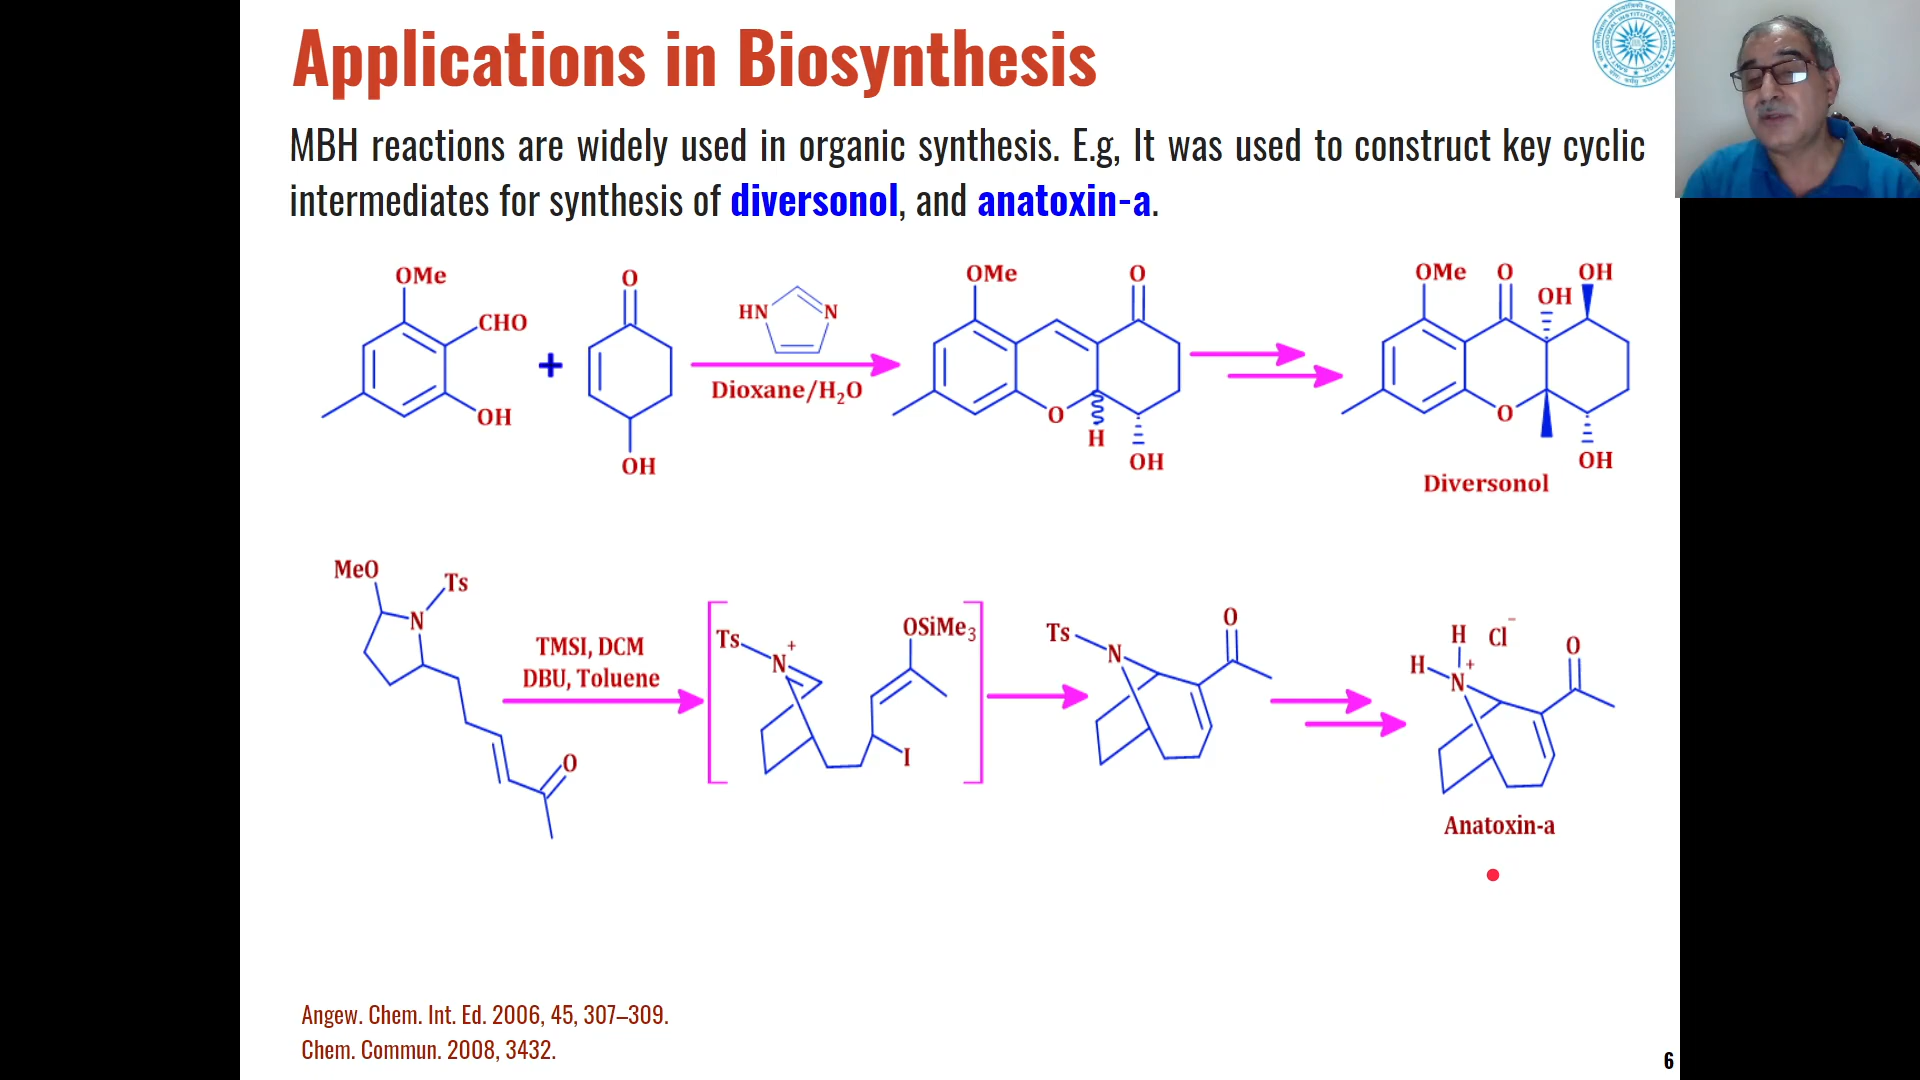 Applications in Biosynthesis
MBH reactions are widely used in organic synthesis. E.g, It was used to construct key cyclic
intermediates for synthesis of diversonol, and anatoxin-a.
OMe
CHO
OH
+
O
OH
HN
N
Dioxane/H₂O
OMe
O
O
H
OH
OMe
O
OH
OH
O
OH
Diversonol
MeO
Ts
N
O
TMSI, DCM
DBU, Toluene
Ts
N
+
OSiMe₃
I
Ts
N
O
H
Cl⁻
H
N
+
O
Anatoxin-a
Angew. Chem. Int. Ed. 2006, 45, 307–309.
Chem. Commun. 2008, 3432.
6